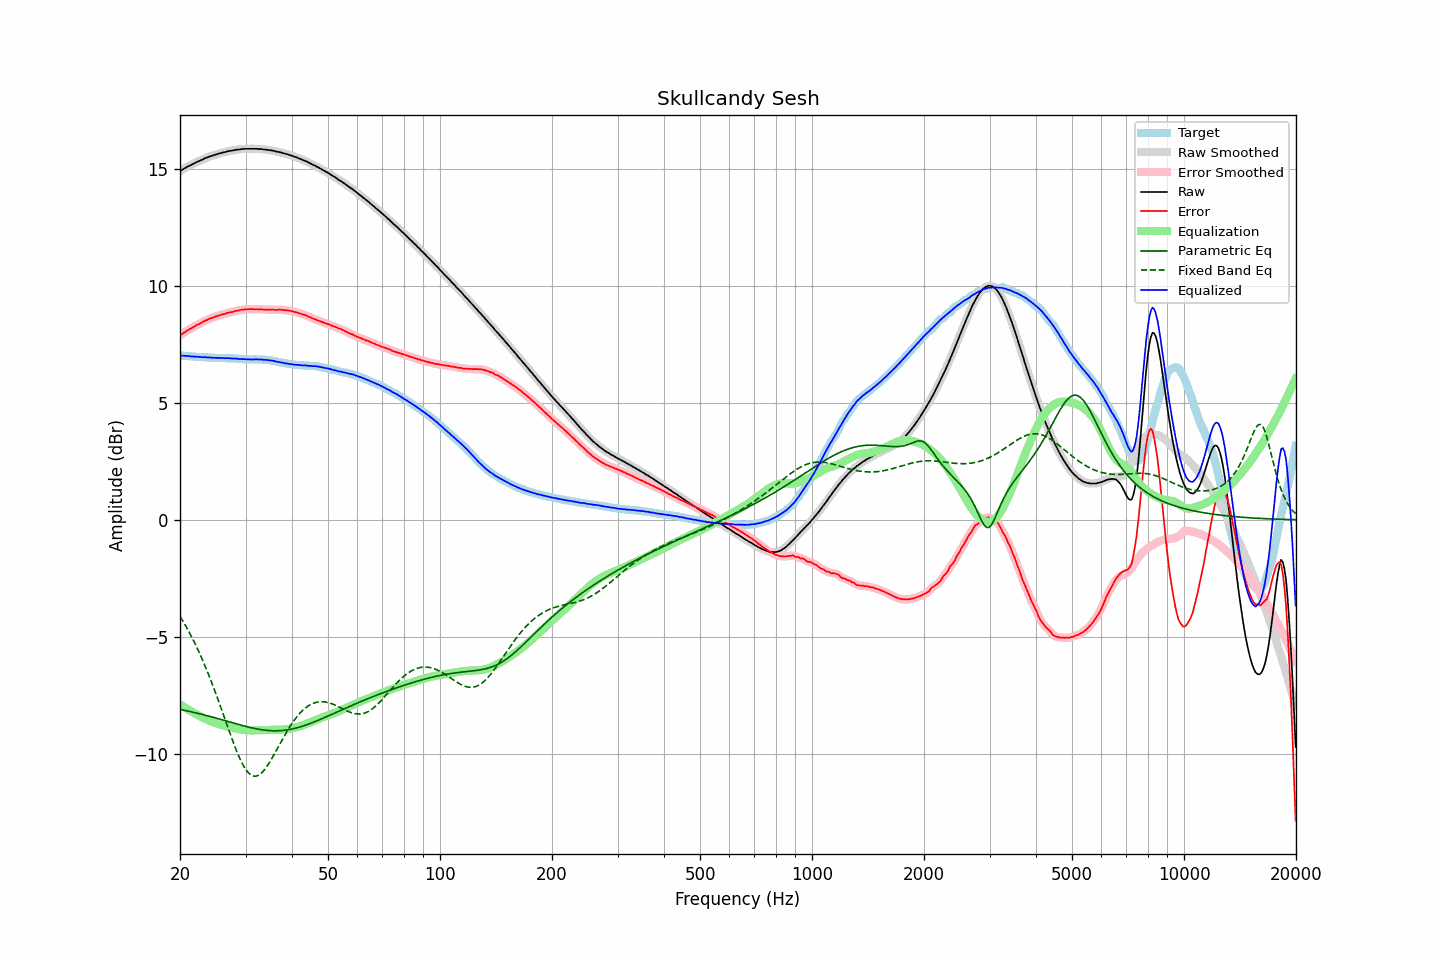 Skullcandy Sesh
Target
Raw Smoothed
Error Smoothed
Raw
Error
Equalization
Parametric Eq
Fixed Band Eq
Equalized
15
10
5
0
−5
−10
Amplitude (dBr)
20
50
100
200
500
1000
2000
5000
10000
20000
Frequency (Hz)